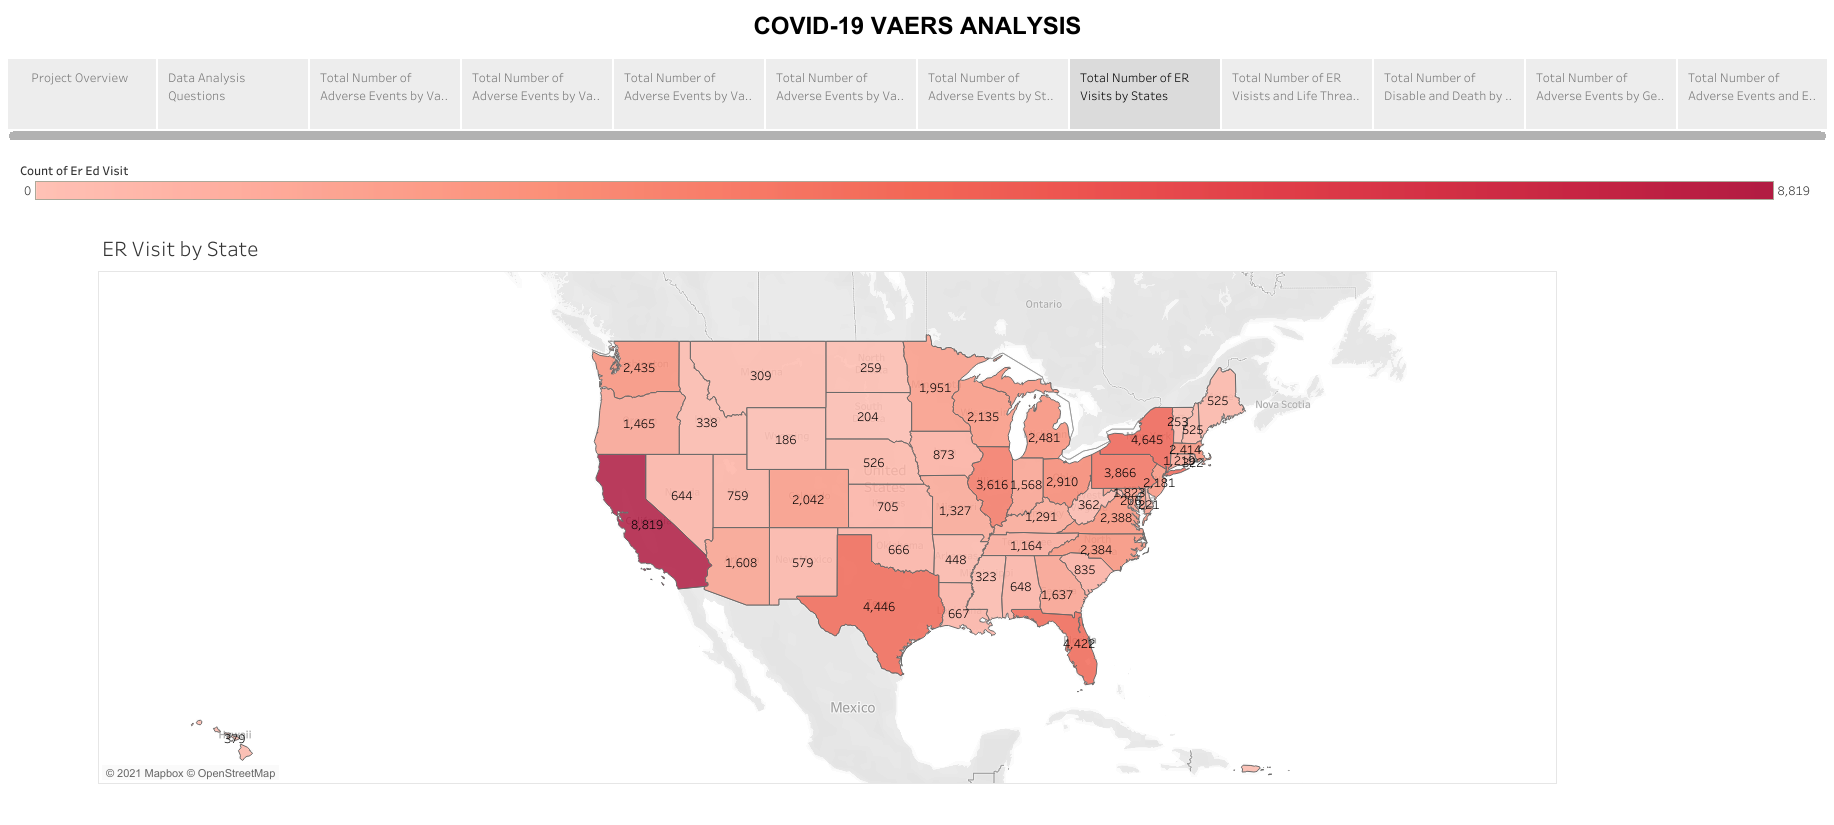 COVID-19 VAERS ANALYSIS
Project Overview
Data Analysis
Questions
Total Number of
Adverse Events by Va..
Total Number of
Adverse Events by Va..
Total Number of
Adverse Events by Va..
Total Number of
Adverse Events by Va..
Total Number of
Adverse Events by St..
Total Number of ER
Visits by States
Total Number of ER
Visists and Life Threa..
Total Number of
Disable and Death by ..
Total Number of
Adverse Events by Ge..
Total Number of
Adverse Events and E..
Count of Er Ed Visit
0
8,819
ER Visit by State
Ontario
2,435
309
259
1,951
525
Nova Scotia
1,465
338
204
2,135
253
186
2,481
4,645
525
873
2,414
526
United
States
3,616
1,568
2,910
3,866
2,181
644
759
2,042
705
1,327
362
221
8,819
1,291
2,388
1,608
579
666
448
1,164
2,384
323
648
835
4,446
667
1,637
4,422
Mexico
Hawaii
379
© 2021 Mapbox © OpenStreetMap